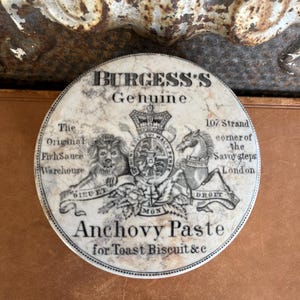 BURGESS'S
Genuine
The
Original
Fish Sauce
Warehouse
107 Strand
corner of
the
Savoy steps
London
DIEU ET
MON
DROIT
Anchovy Paste
for Toast Biscuit &c